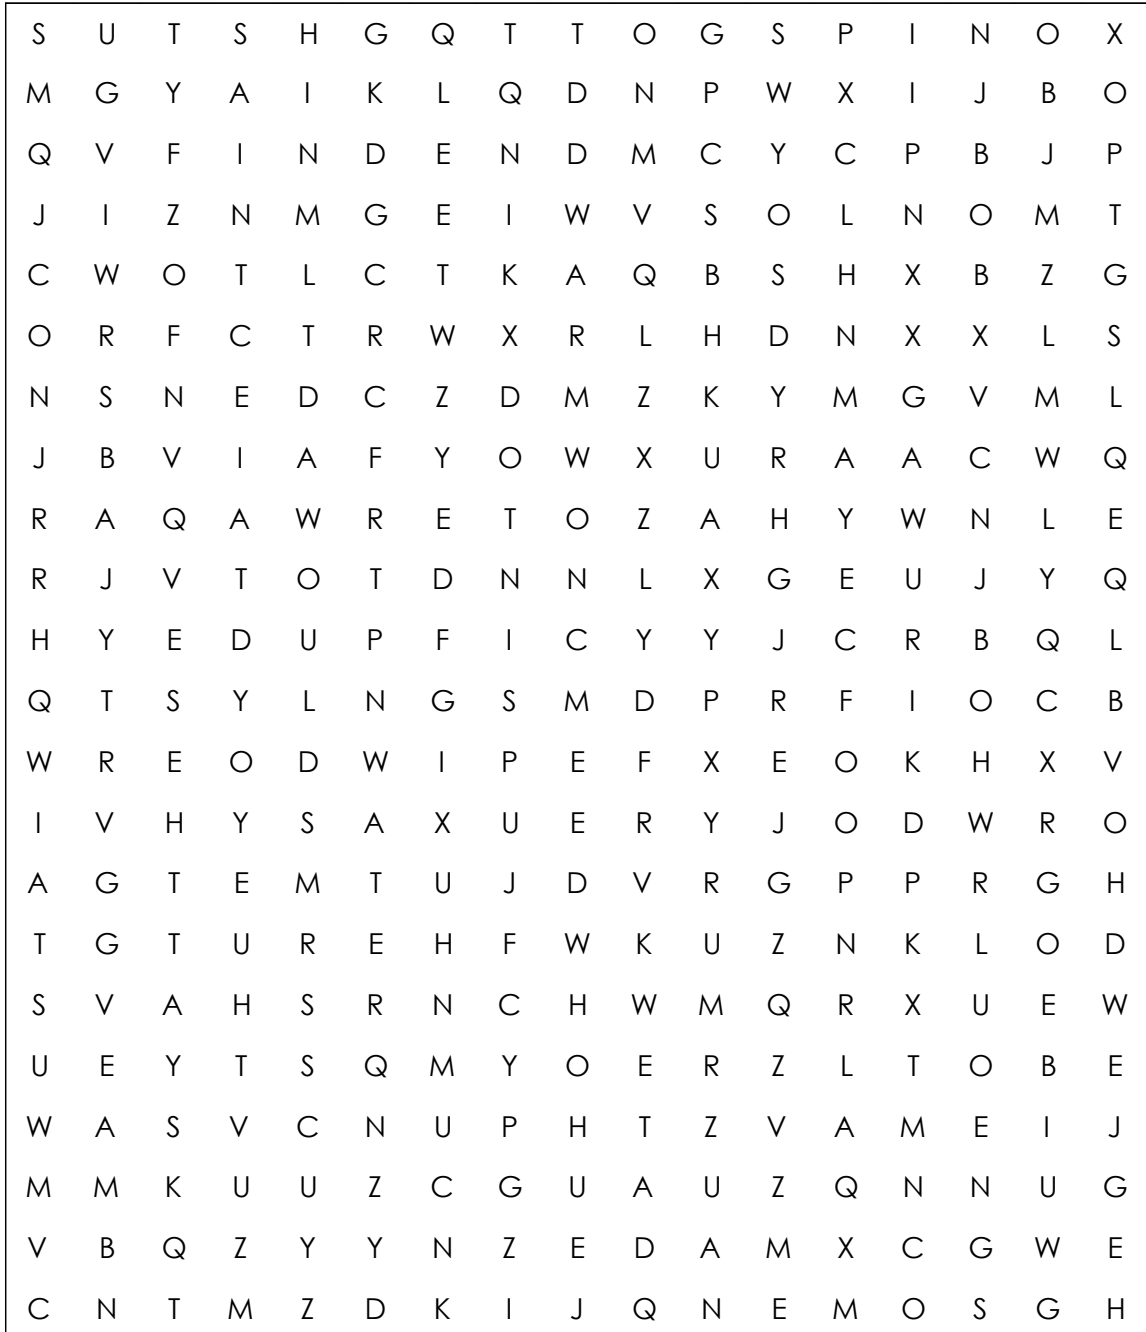 S U T S H G Q T T O G S P I N O X
M G Y A I K L Q D N P W X I J B O
Q V F I N D E N D M C Y C P B J P
J I Z N M G E I W V S O L N O M T
C W O T L C T K A Q B S H X B Z G
O R F C T R W X R L H D N X X L S
N S N E D C Z D M Z K Y M G V M L
J B V I A F Y O W X U R A A C W Q
R A Q A W R E T O Z A H Y W N L E
R J V T O T D N N L X G E U J Y Q
H Y E D U P F I C Y Y J C R B Q L
Q T S Y L N G S M D P R F I O C B
W R E O D W I P E F X E O K H X V
I V H Y S A X U E R Y J O D W R O
A G T E M T U J D V R G P P R G H
T G T U R E H F W K U Z N K L O D
S V A H S R N C H W M Q R X U E W
U E Y T S Q M Y O E R Z L T O B E
W A S V C N U P H T Z V A M E I J
M M K U U Z C G U A U Z Q N N U G
V B Q Z Y Y N Z E D A M X C G W E
C N T M Z D K I J Q N E M O S G H